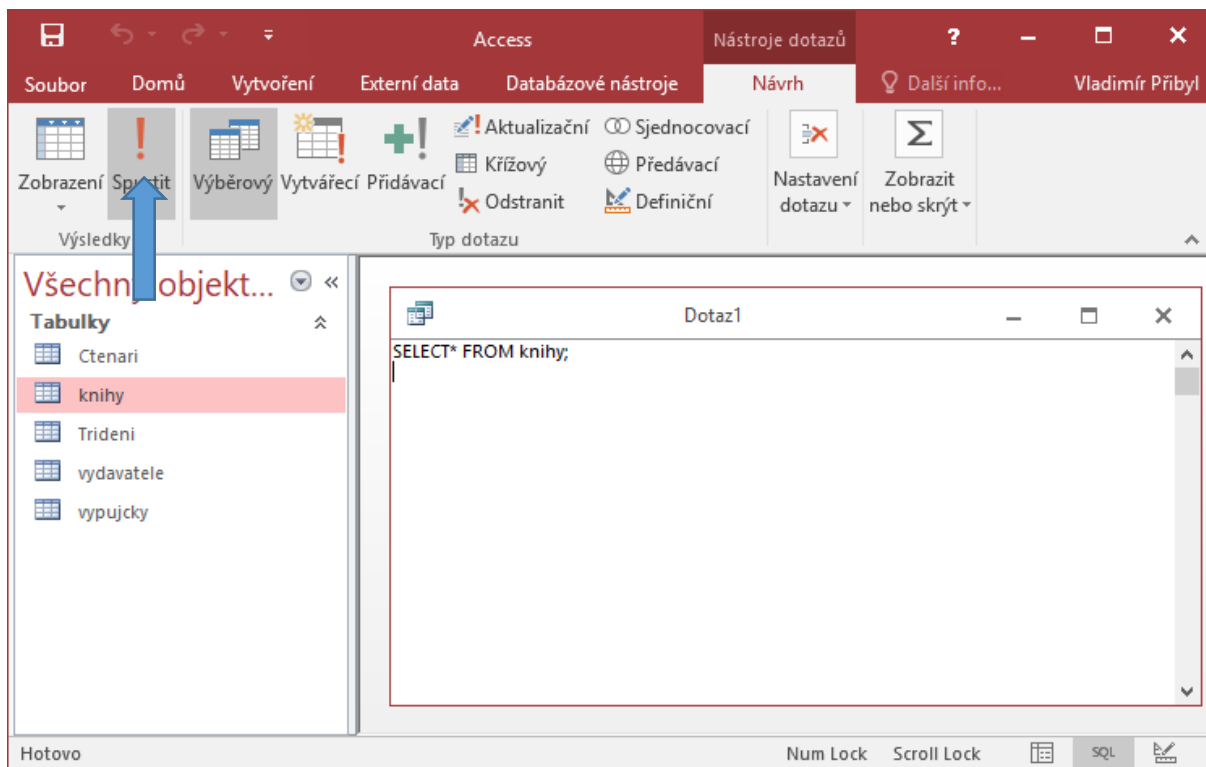 Access
Nástroje dotazů
?
Soubor
Domů
Vytvoření
Externí data
Databázové nástroje
Návrh
Další info...
Vladimír Přibyl
Zobrazení
Spustit
Výběrový
Vytvářecí
Přidávací
Aktualizační
Křížový
Odstranit
Sjednocovací
Předávací
Definiční
Nastavení
dotazu
Zobrazit
nebo skrýt
Výsledky
Typ dotazu
Všechny objekt...
Tabulky
Ctenari
knihy
Trideni
vydavatele
vypujcky
Dotaz1
SELECT* FROM knihy;
Hotovo
Num Lock
Scroll Lock
SQL